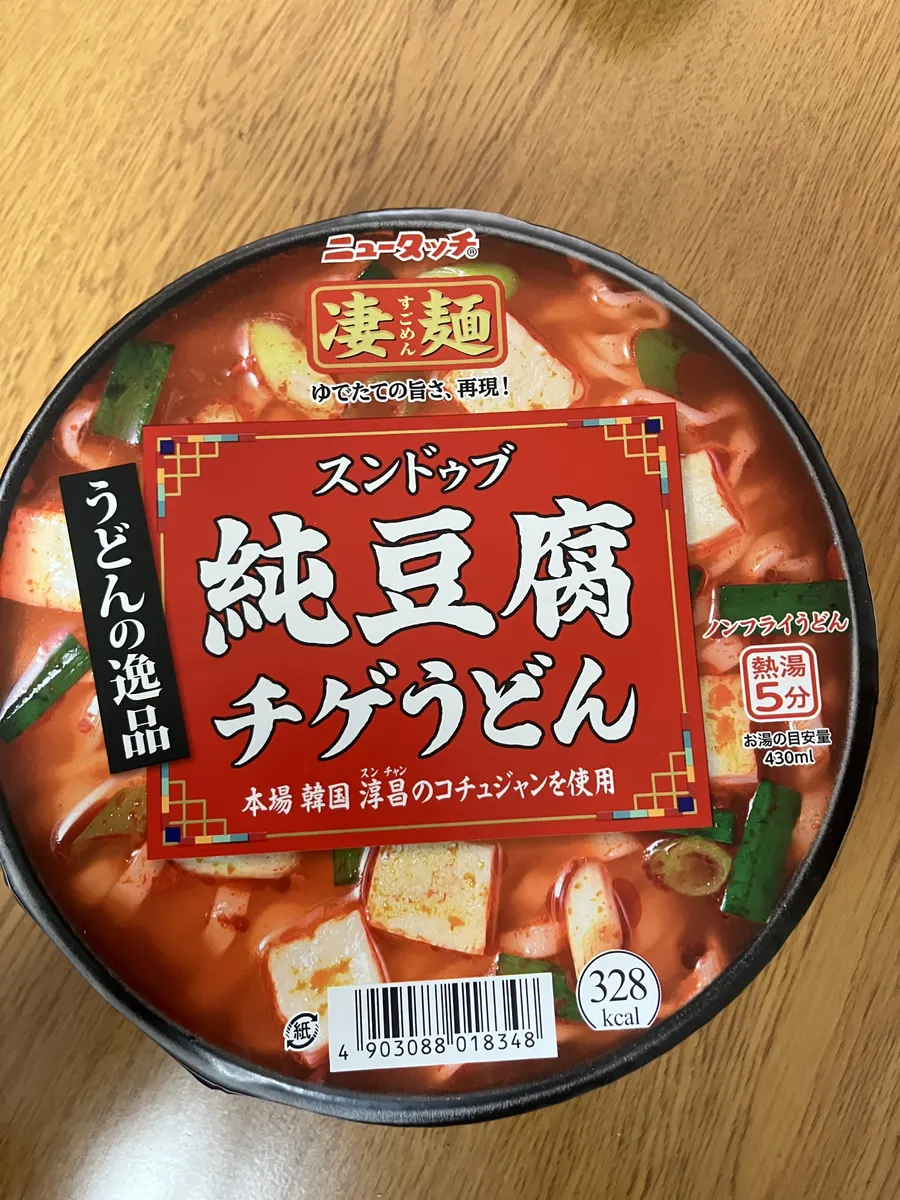 ニュータッチ®
凄麺
すごめん
ゆでたての旨さ、再現!
うどんの逸品
スンドゥブ
純豆腐
チゲうどん
スンチャン
本場 韓国 淳昌のコチュジャンを使用
ノンフライうどん
熱湯
5分
お湯の目安量
430ml
328
kcal
紙
4 903088 018348